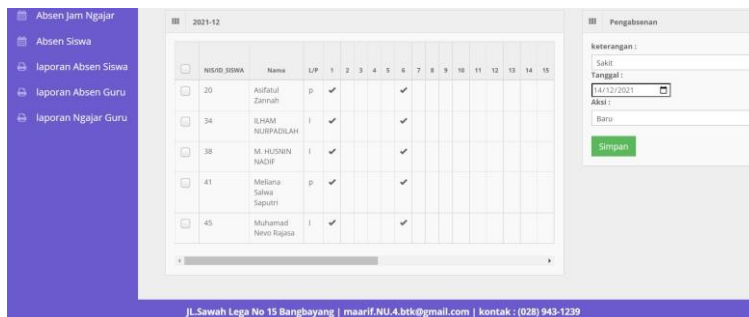 Absen Jam Ngajar
Absen Siswa
laporan Absen Siswa
laporan Absen Guru
laporan Ngajar Guru
2021-12
NIS/ID_SISWA Nama L/P 1 2 3 4 5 6 7 8 9 10 11 12 13 14 15
20 Asifatul Zannah p ✔ ✔
34 ILHAM NURPADILAH l ✔ ✔
38 M. HUSNIN NADIF l ✔ ✔
41 Meliana Salwa Saputri p ✔ ✔
45 Muhamad Nevo Rajasa l ✔ ✔
Pengabsenan
keterangan :
Sakit
Tanggal :
14/12/2021
Aksi :
Baru
Simpan
JL.Sawah Lega No 15 Bangbayang | maarif.NU.4.btk@gmail.com | kontak : (028) 943-1239